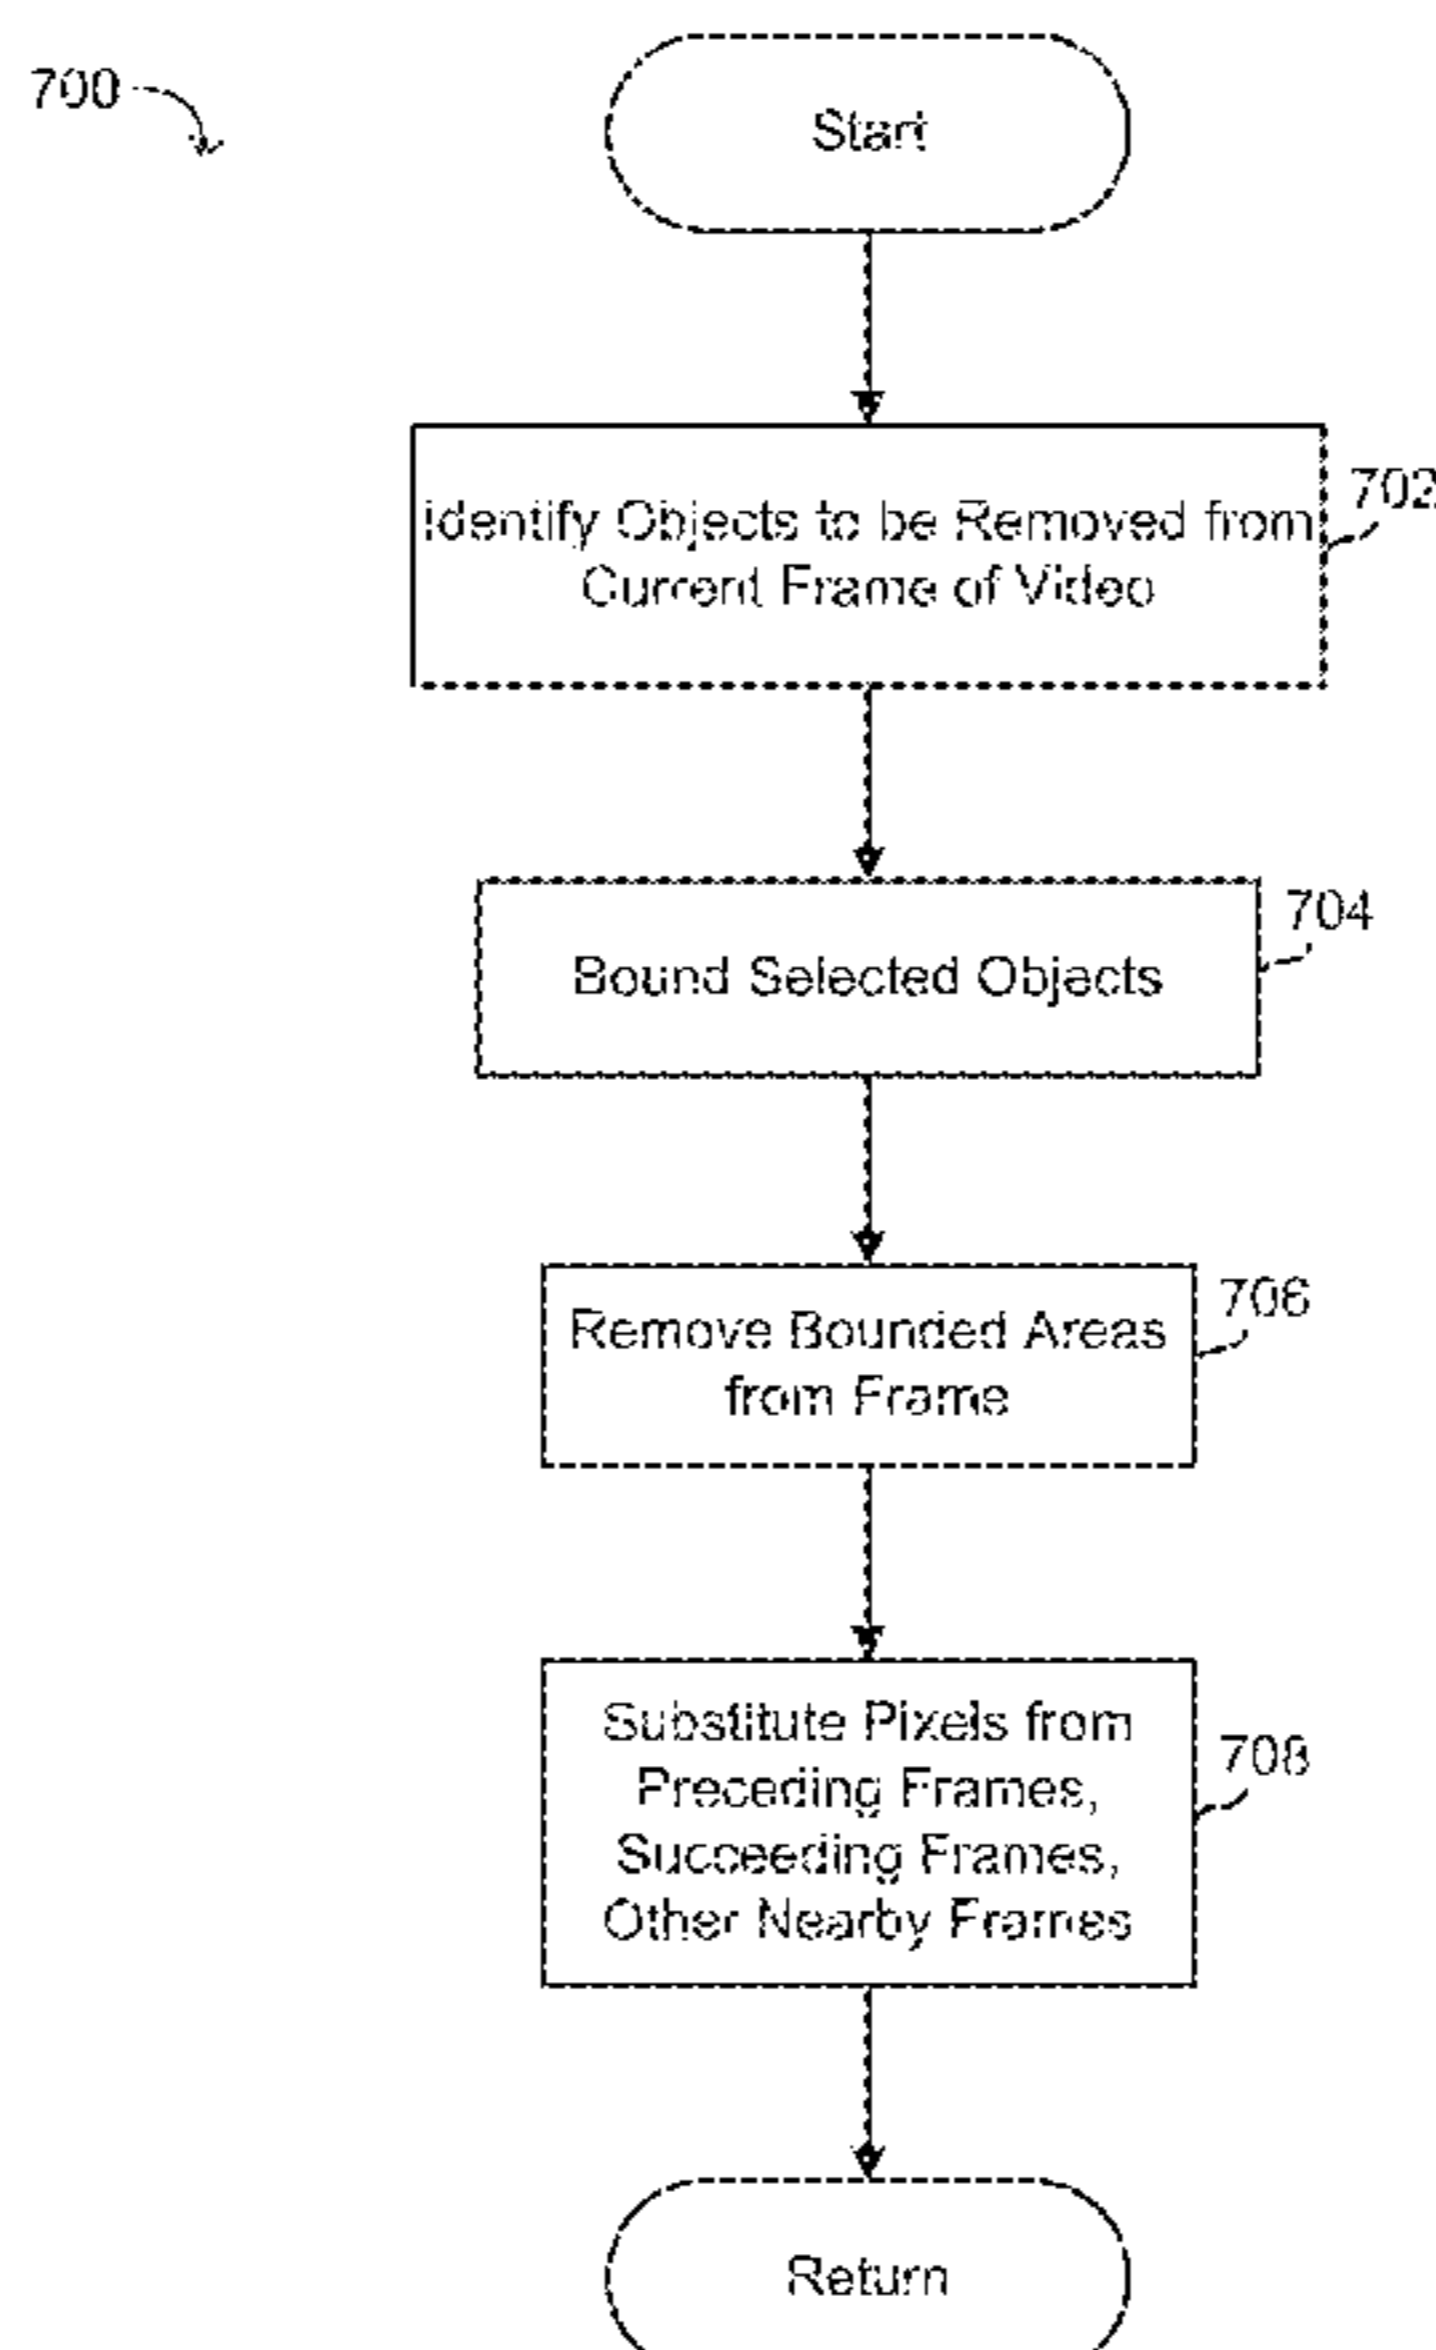 700
Start
Identify Objects to be Removed from
Current Frame of Video
702
Bound Selected Objects
704
Remove Bounded Areas
from Frame
706
Substitute Pixels from
Preceding Frames,
Succeeding Frames,
Other Nearby Frames
708
Return